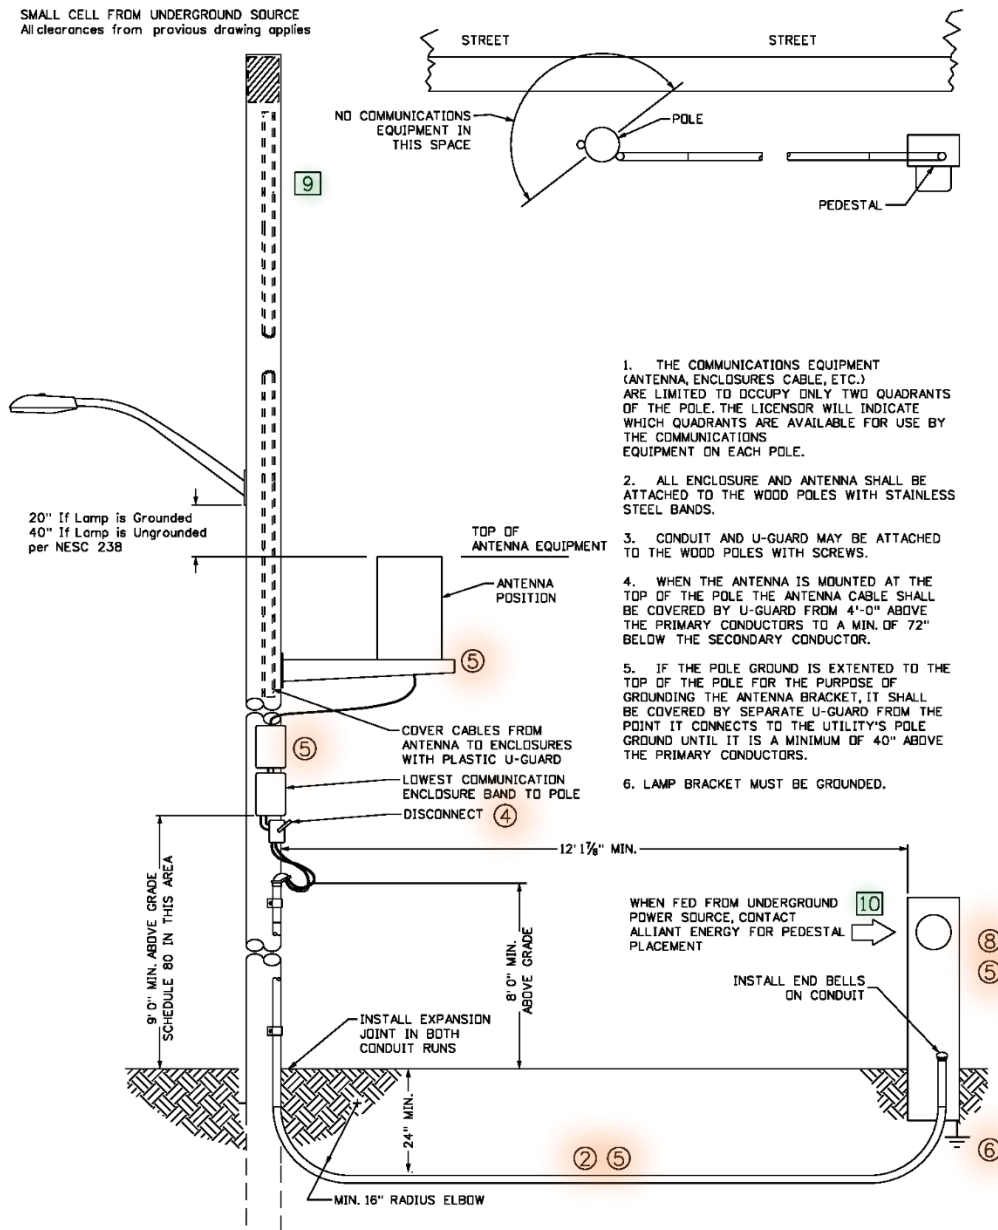 SMALL CELL FROM UNDERGROUND SOURCE
All clearances from previous drawing applies
STREET
STREET
NO COMMUNICATIONS
EQUIPMENT IN
THIS SPACE
POLE
PEDESTAL
9
1. THE COMMUNICATIONS EQUIPMENT
(ANTENNA, ENCLOSURES CABLE, ETC.)
ARE LIMITED TO OCCUPY ONLY TWO QUADRANTS
OF THE POLE. THE LICENSOR WILL INDICATE
WHICH QUADRANTS ARE AVAILABLE FOR USE BY
THE COMMUNICATIONS
EQUIPMENT ON EACH POLE.
2. ALL ENCLOSURE AND ANTENNA SHALL BE
ATTACHED TO THE WOOD POLES WITH STAINLESS
STEEL BANDS.
3. CONDUIT AND U-GUARD MAY BE ATTACHED
TO THE WOOD POLES WITH SCREWS.
4. WHEN THE ANTENNA IS MOUNTED AT THE
TOP OF THE POLE THE ANTENNA CABLE SHALL
BE COVERED BY U-GUARD FROM 4'-0" ABOVE
THE PRIMARY CONDUCTORS TO A MIN. OF 72"
BELOW THE SECONDARY CONDUCTOR.
5. IF THE POLE GROUND IS EXTENTED TO THE
TOP OF THE POLE FOR THE PURPOSE OF
GROUNDING THE ANTENNA BRACKET, IT SHALL
BE COVERED BY SEPARATE U-GUARD FROM THE
POINT IT CONNECTS TO THE UTILITY'S POLE
GROUND UNTIL IT IS A MINIMUM OF 40" ABOVE
THE PRIMARY CONDUCTORS.
6. LAMP BRACKET MUST BE GROUNDED.
20" If Lamp is Grounded
40" If Lamp is Ungrounded
per NESC 238
TOP OF
ANTENNA EQUIPMENT
ANTENNA
POSITION
5
COVER CABLES FROM
ANTENNA TO ENCLOSURES
WITH PLASTIC U-GUARD
5
LOWEST COMMUNICATION
ENCLOSURE BAND TO POLE
DISCONNECT 4
12' 1⅞" MIN.
9' 0" MIN. ABOVE GRADE
SCHEDULE 80 IN THIS AREA
8' 0" MIN.
ABOVE GRADE
WHEN FED FROM UNDERGROUND
POWER SOURCE, CONTACT
ALLIANT ENERGY FOR PEDESTAL
PLACEMENT
10
8
5
INSTALL END BELLS
ON CONDUIT
INSTALL EXPANSION
JOINT IN BOTH
CONDUIT RUNS
24" MIN.
2 5
6
MIN. 16" RADIUS ELBOW